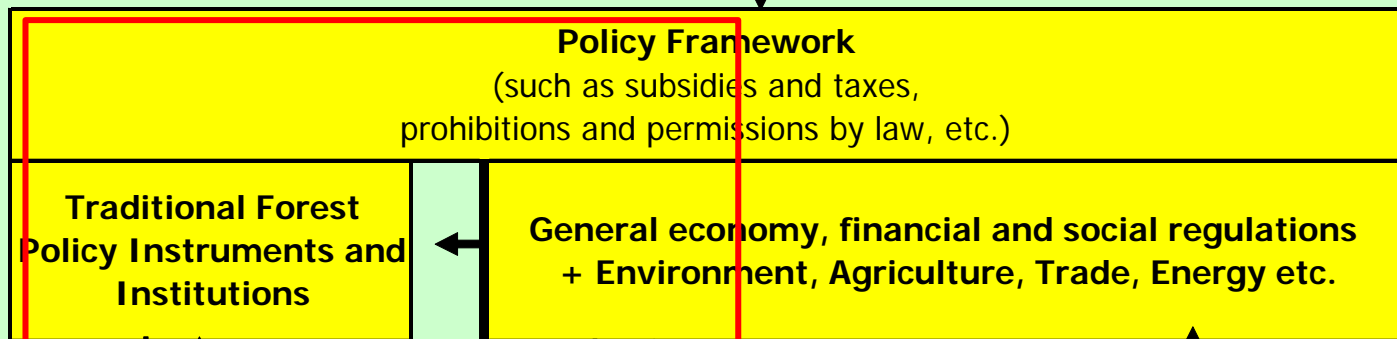 Policy Framework
(such as subsidies and taxes,
prohibitions and permissions by law, etc.)
Traditional Forest
Policy Instruments and
Institutions
General economy, financial and social regulations
+ Environment, Agriculture, Trade, Energy etc.